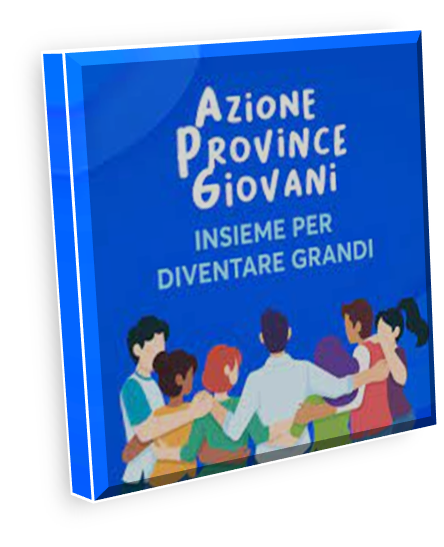 AZIONE
PROVINCE
GIOVANi
INSIEME PER
DIVENTARE GRANDI